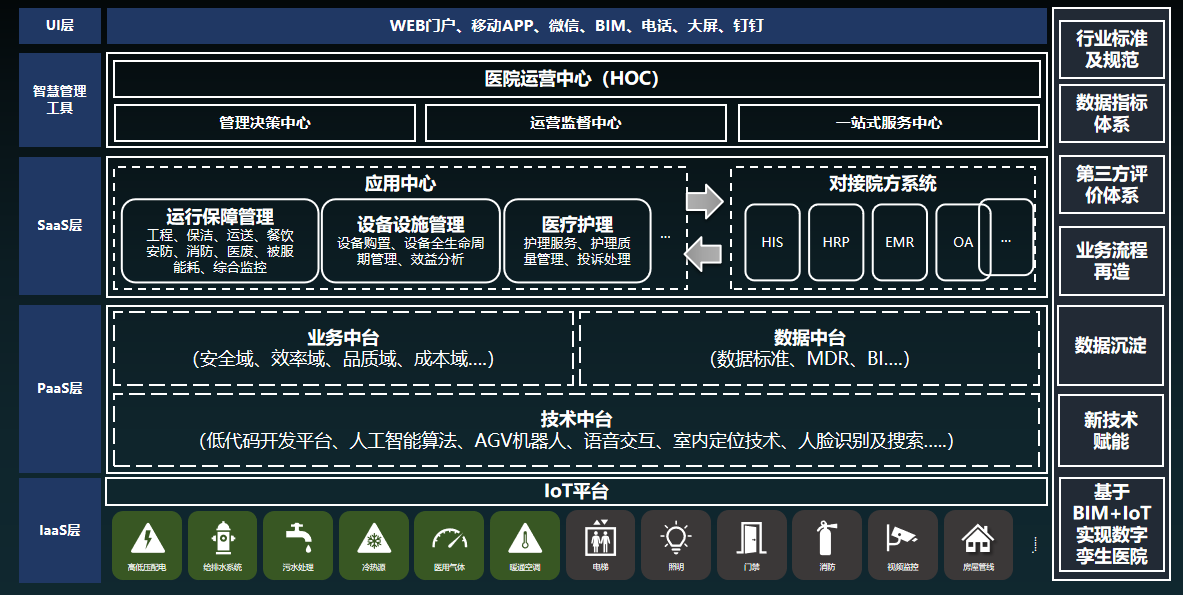 UI层
WEB门户、移动APP、微信、BIM、电话、大屏、钉钉
智慧管理
工具
医院运营中心（HOC）
管理决策中心
运营监督中心
一站式服务中心
SaaS层
应用中心
运行保障管理
工程、保洁、运送、餐饮
安防、消防、医废、被服
能耗、综合监控
设备设施管理
设备购置、设备全生命周
期管理、效益分析
医疗护理
护理服务、护理质
量管理、投诉处理
...
对接院方系统
HIS
HRP
EMR
OA
...
PaaS层
业务中台
（安全域、效率域、品质域、成本域....）
数据中台
（数据标准、MDR、BI....）
技术中台
（低代码开发平台、人工智能算法、AGV机器人、语音交互、室内定位技术、人脸识别及搜索.....）
IaaS层
IoT平台
高低压配电
给排水系统
污水处理
冷热源
医用气体
暖通空调
电梯
照明
门禁
消防
视频监控
房屋管线
......
行业标准
及规范
数据指标
体系
第三方评
价体系
业务流程
再造
数据沉淀
新技术
赋能
基于
BIM+IoT
实现数字
孪生医院